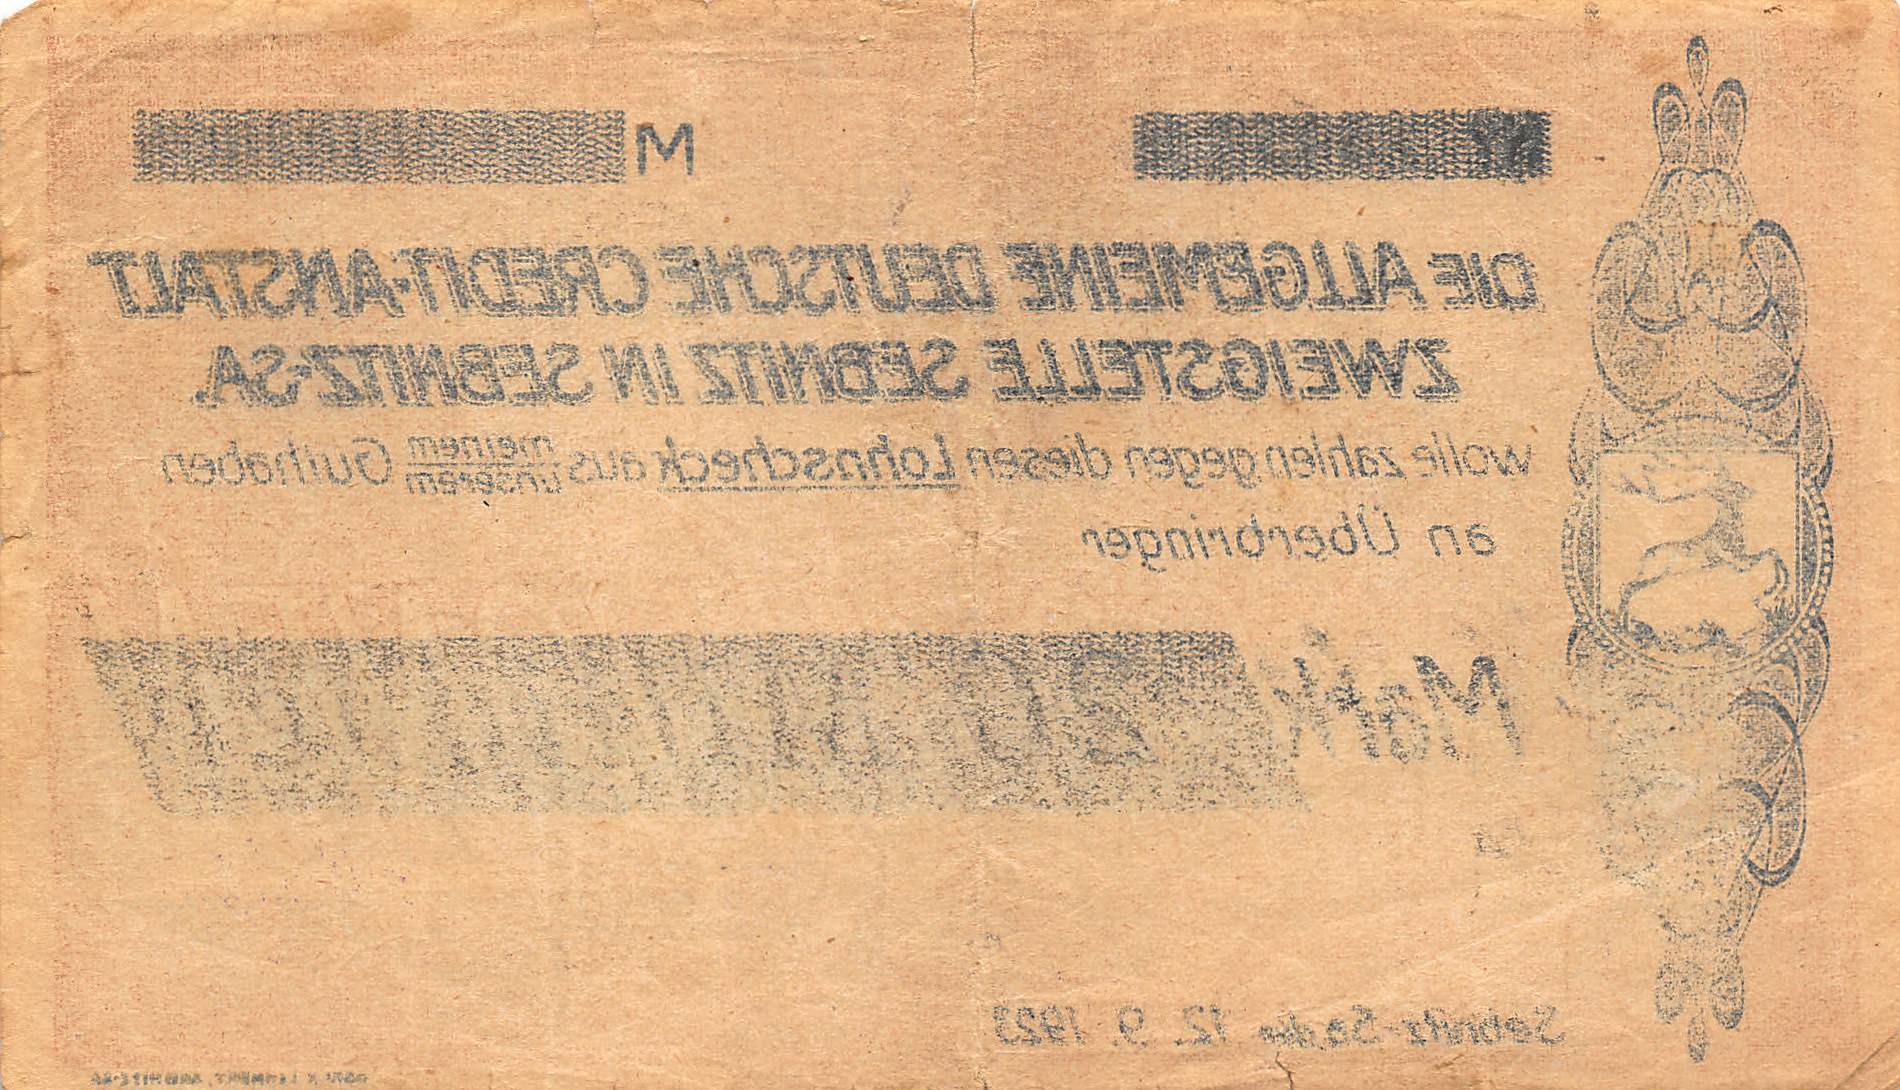 M
DIE ALLGEMEINE DEUTSCHE CREDIT-ANSTALT
ZWEIGSTELLE SEBNITZ IN SEBNITZ-SA.
wolle zahlen gegen diesen Lohnscheck aus meinem
unserem Guthaben
an Überbringer
Mark
Sebnitz-Sa., 12. 9. 1923